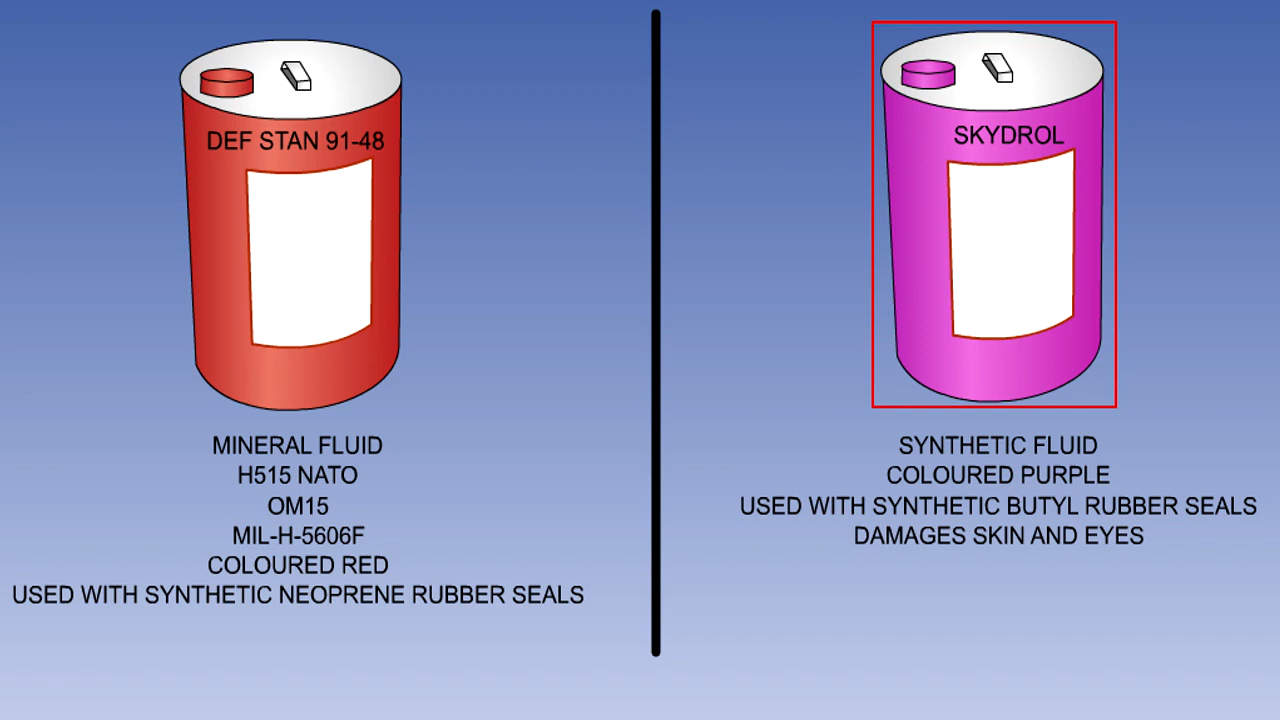 DEF STAN 91-48
MINERAL FLUID
H515 NATO
OM15
MIL-H-5606F
COLOURED RED
USED WITH SYNTHETIC NEOPRENE RUBBER SEALS
SKYDROL
SYNTHETIC FLUID
COLOURED PURPLE
USED WITH SYNTHETIC BUTYL RUBBER SEALS
DAMAGES SKIN AND EYES